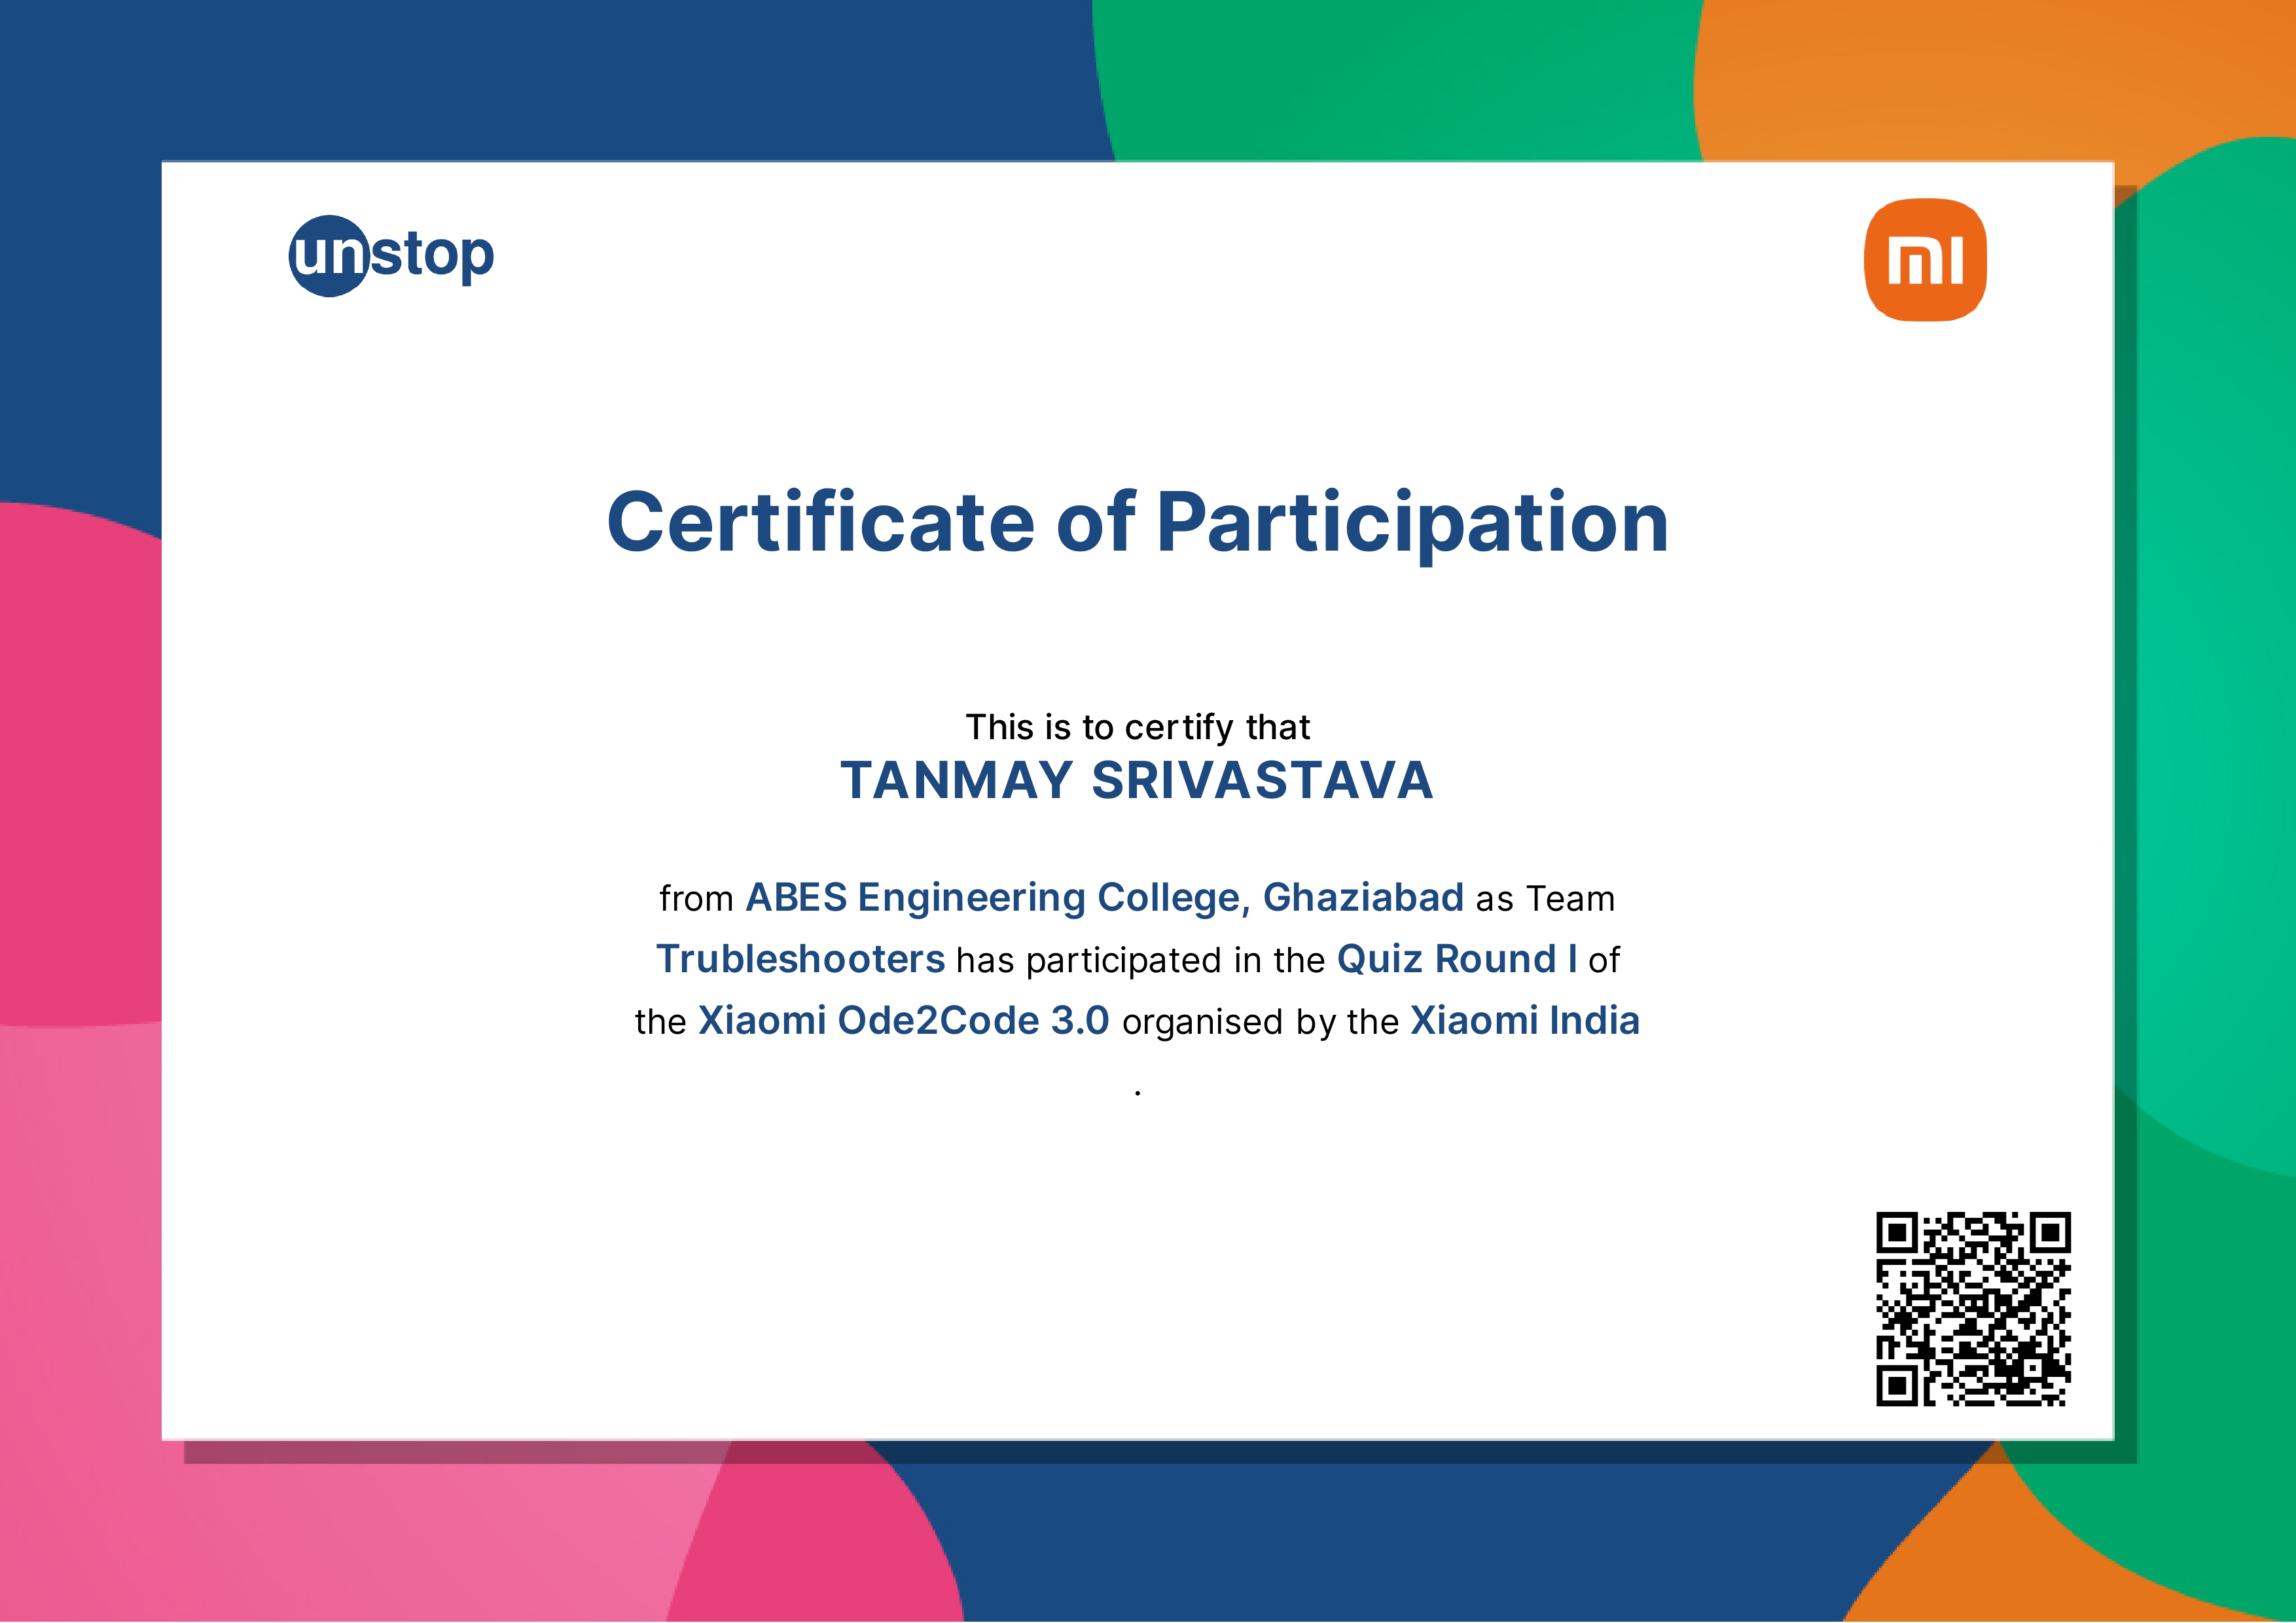 unstop
mi
Certificate of Participation
This is to certify that
TANMAY SRIVASTAVA
from ABES Engineering College, Ghaziabad as Team
Trubleshooters has participated in the Quiz Round I of
the Xiaomi Ode2Code 3.0 organised by the Xiaomi India
.